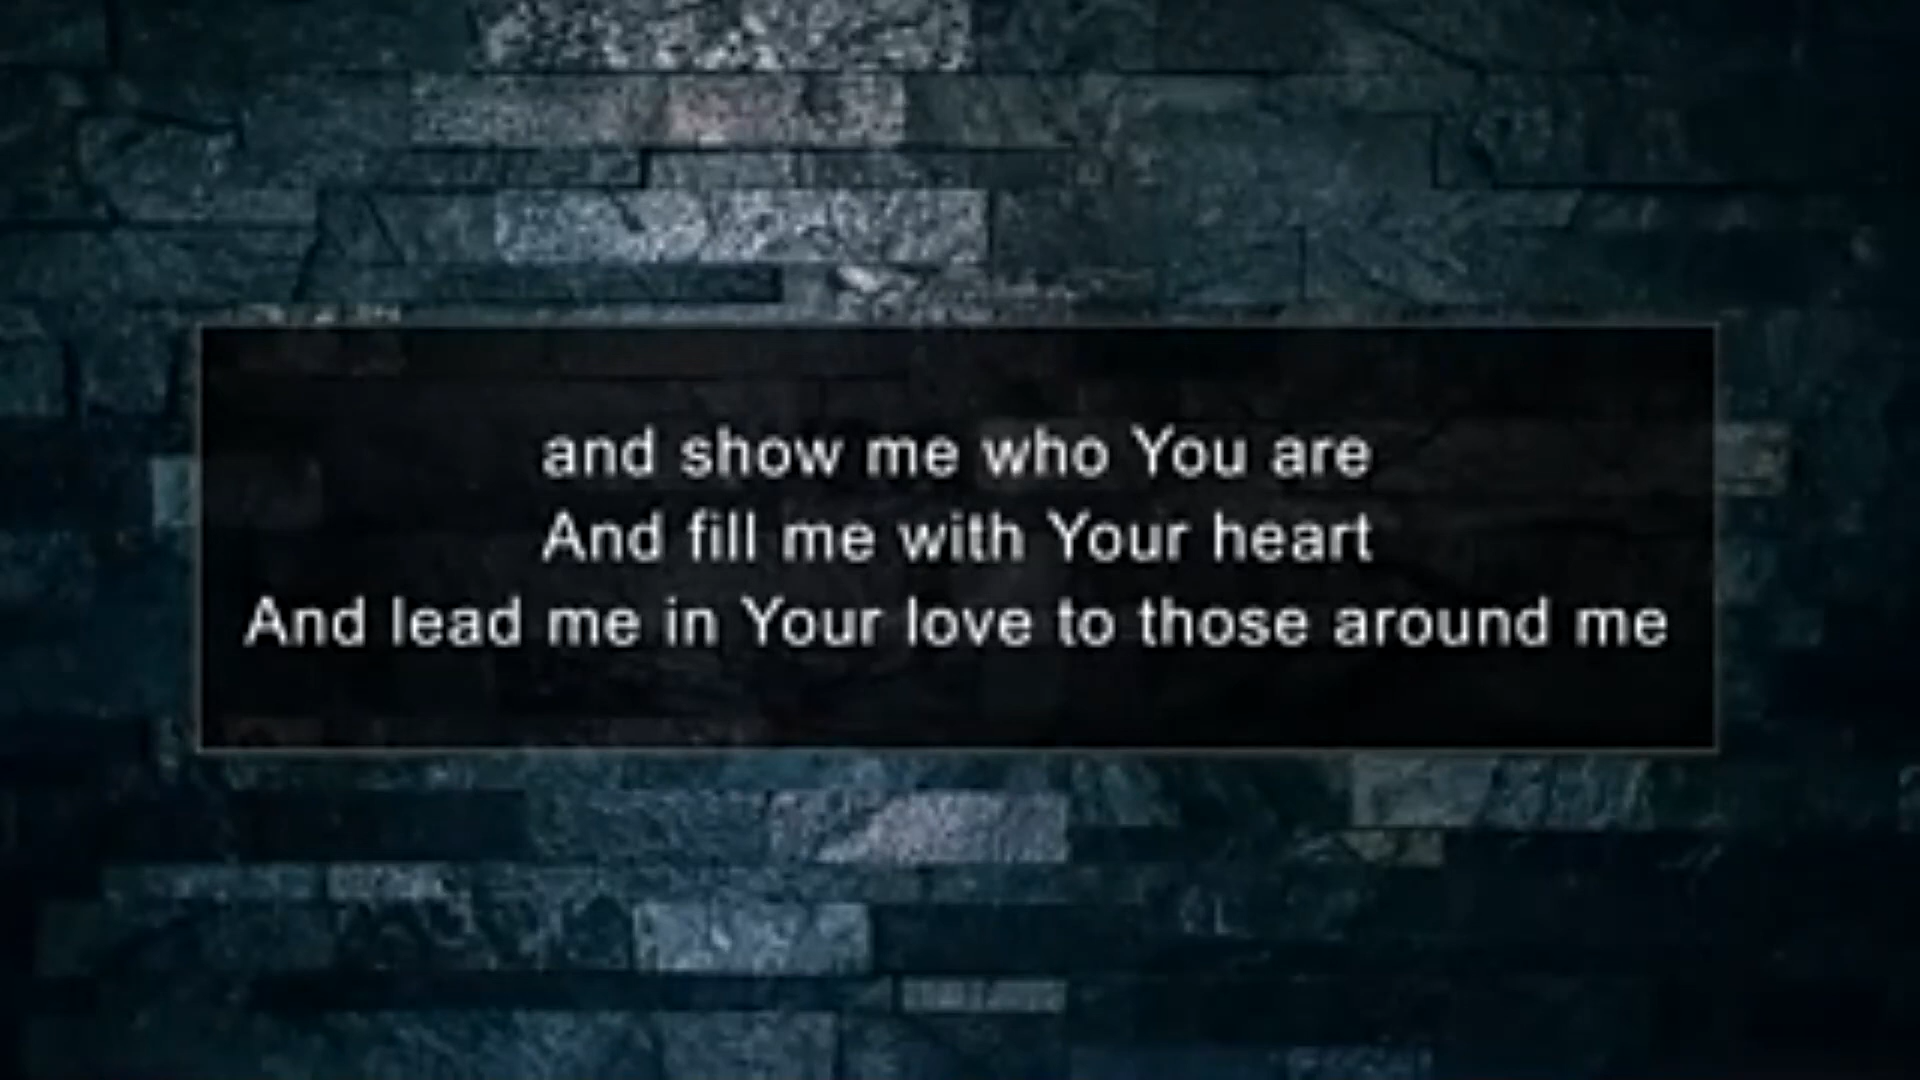 and show me who You are
And fill me with Your heart
And lead me in Your love to those around me